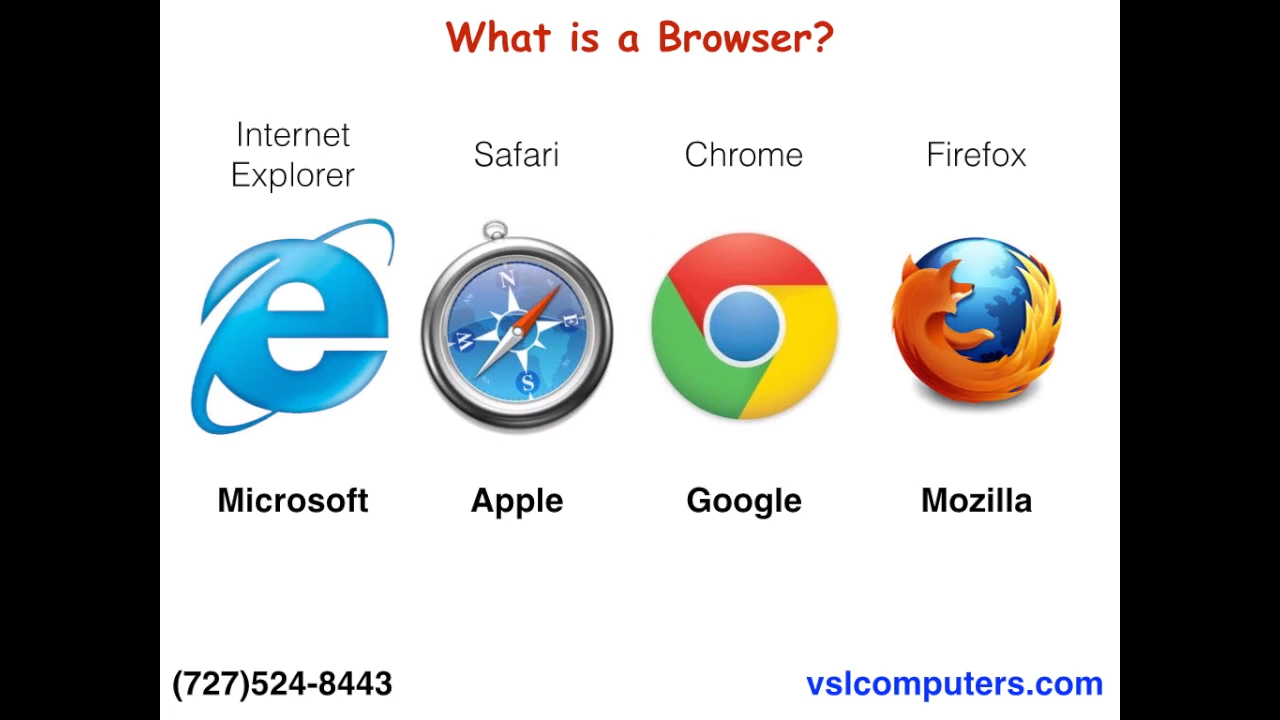 What is a Browser?
Internet
Explorer
Safari
Chrome
Firefox
N
E
S
W
Microsoft
Apple
Google
Mozilla
(727)524-8443
vslcomputers.com